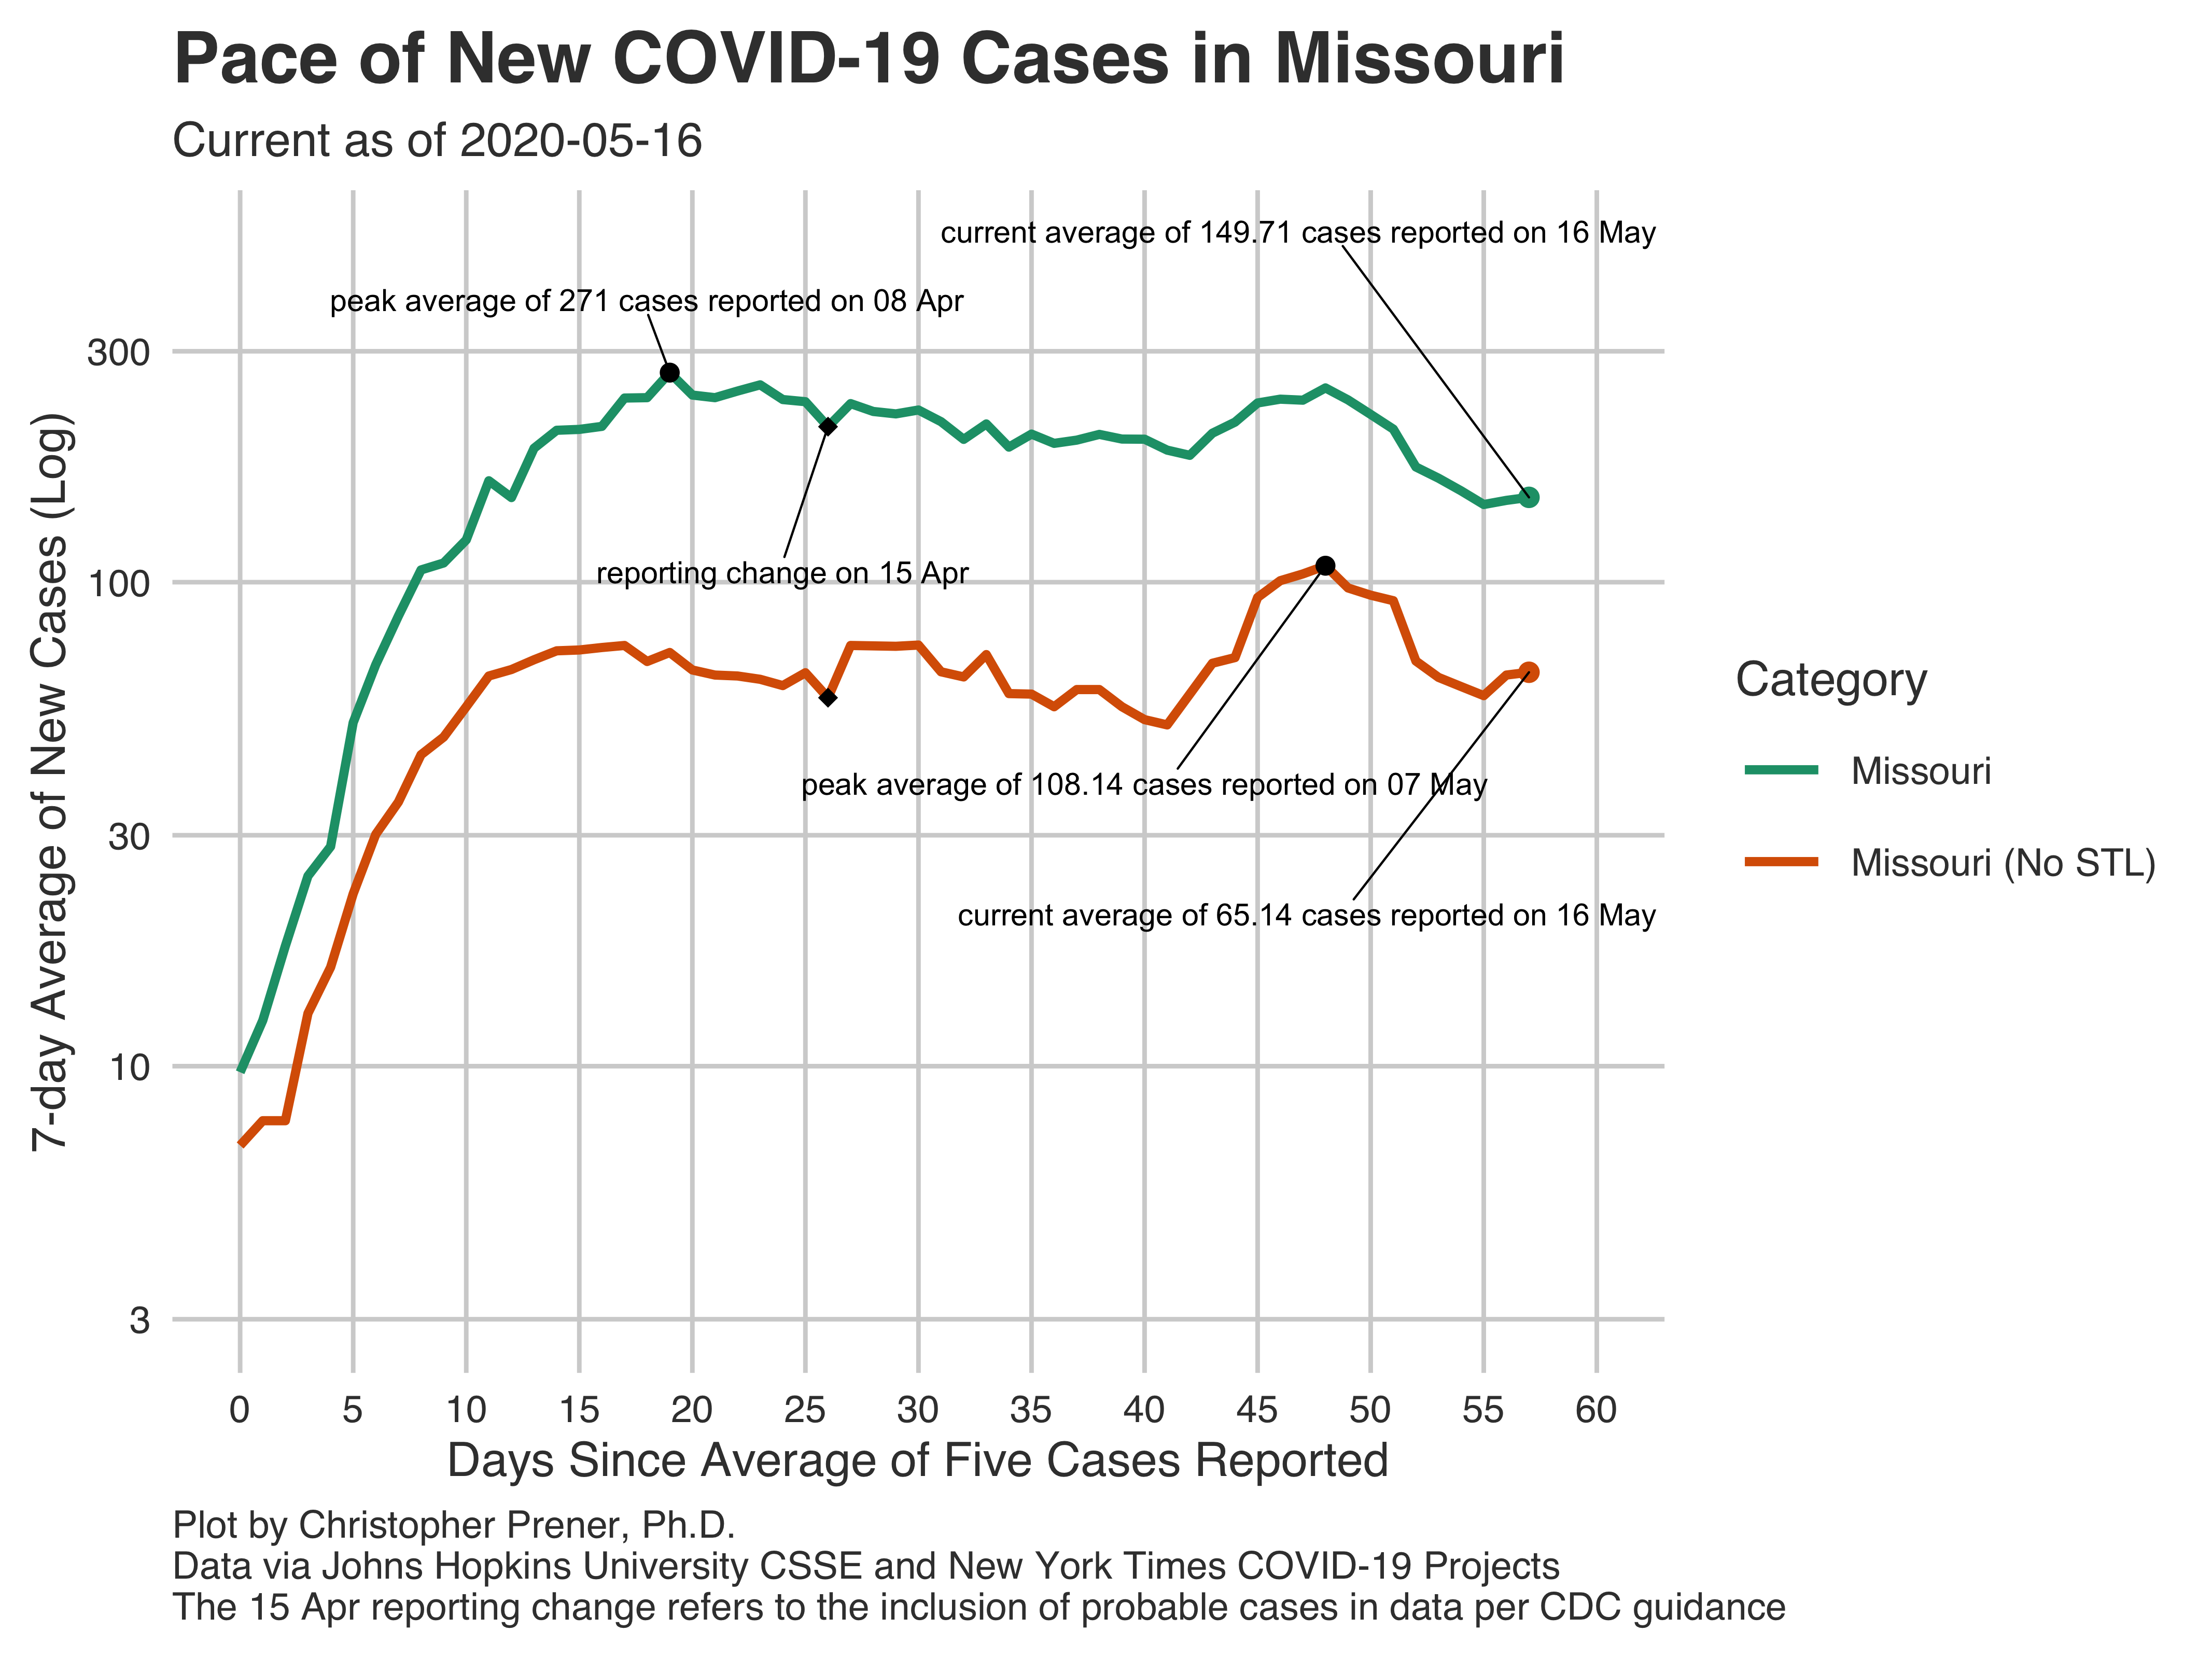 Pace of New COVID-19 Cases in Missouri
Current as of 2020-05-16
current average of 149.71 cases reported on 16 May
peak average of 271 cases reported on 08 Apr
reporting change on 15 Apr
peak average of 108.14 cases reported on 07 May
current average of 65.14 cases reported on 16 May
7-day Average of New Cases (Log)
300
100
30
10
3
0 5 10 15 20 25 30 35 40 45 50 55 60
Days Since Average of Five Cases Reported
Category
Missouri
Missouri (No STL)
Plot by Christopher Prener, Ph.D.
Data via Johns Hopkins University CSSE and New York Times COVID-19 Projects
The 15 Apr reporting change refers to the inclusion of probable cases in data per CDC guidance